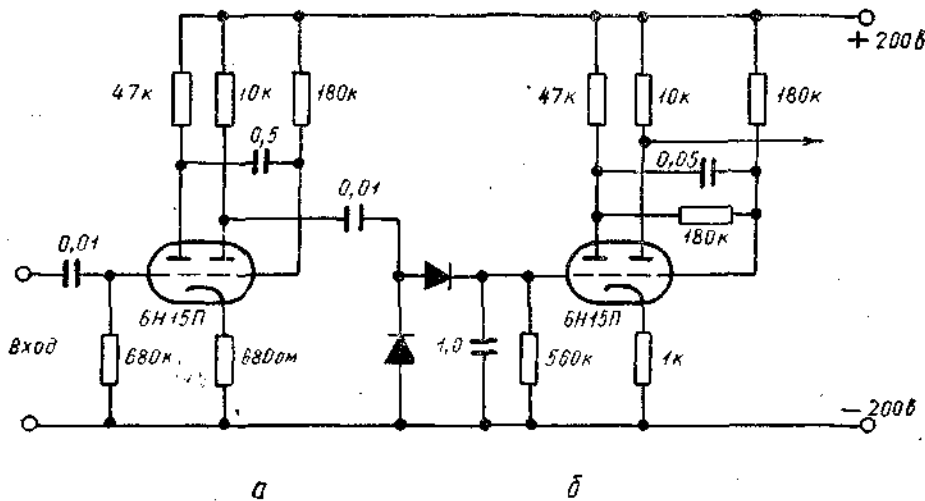 + 200в
47к
10к
180к
47к
10к
180к
0,5
0,05
0,01
180к
0,01
6Н15П
6Н15П
Вход
680к
680ом
1,0
560к
1к
— 200в
а
б